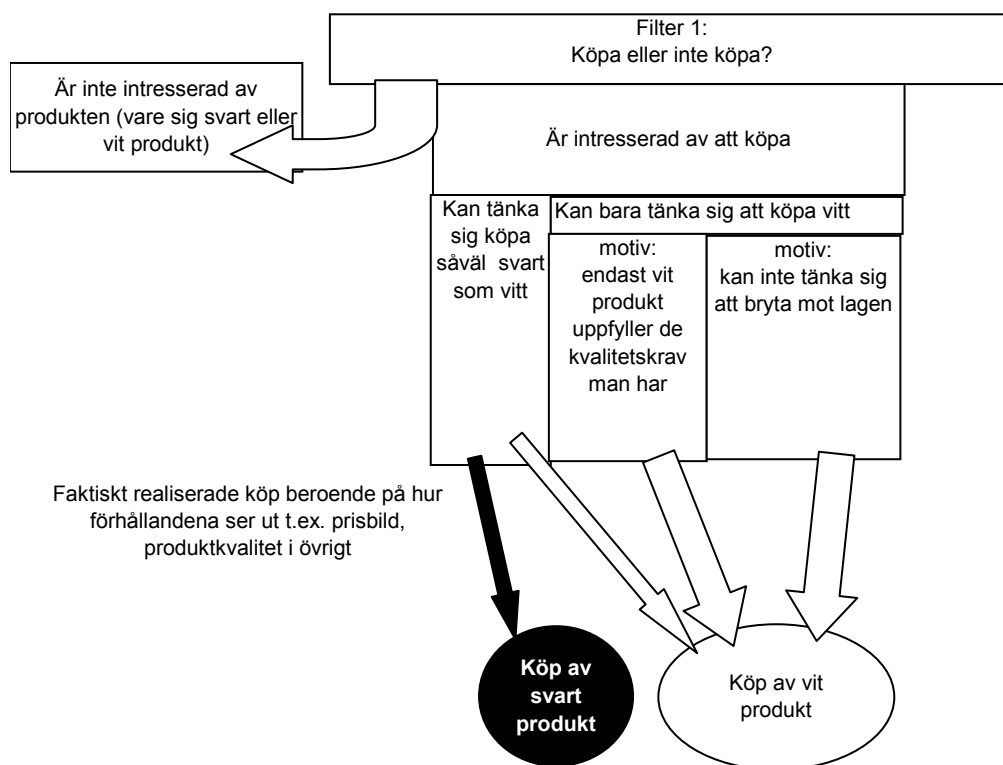 Filter 1:
Köpa eller inte köpa?
Är inte intresserad av
produkten (vare sig svart eller
vit produkt)
Är intresserad av att köpa
Kan tänka
sig köpa
såväl svart
som vitt
Kan bara tänka sig att köpa vitt
motiv:
endast vit
produkt
uppfyller de
kvalitetskrav
man har
motiv:
kan inte tänka sig
att bryta mot lagen
Faktiskt realiserade köp beroende på hur
förhållandena ser ut t.ex. prisbild,
produktkvalitet i övrigt
Köp av
svart
produkt
Köp av vit
produkt